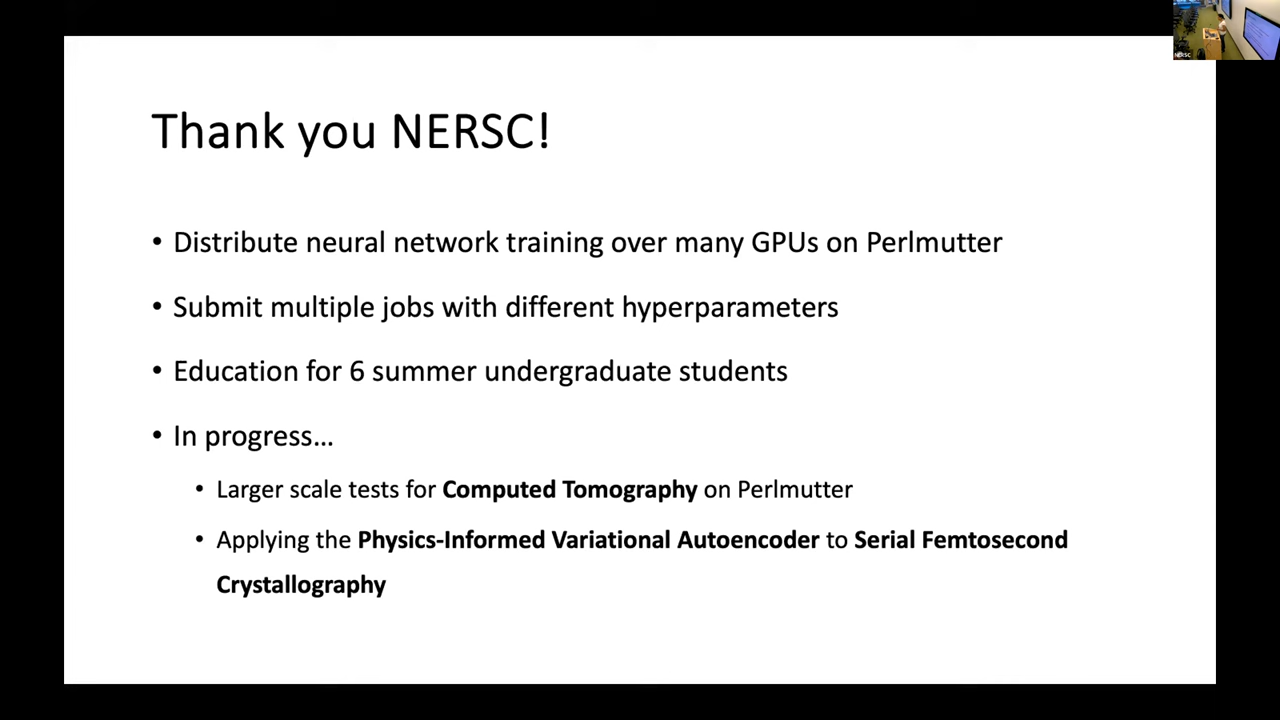 Thank you NERSC!
• Distribute neural network training over many GPUs on Perlmutter
• Submit multiple jobs with different hyperparameters
• Education for 6 summer undergraduate students
• In progress…
• Larger scale tests for Computed Tomography on Perlmutter
• Applying the Physics-Informed Variational Autoencoder to Serial Femtosecond
Crystallography
NERSC